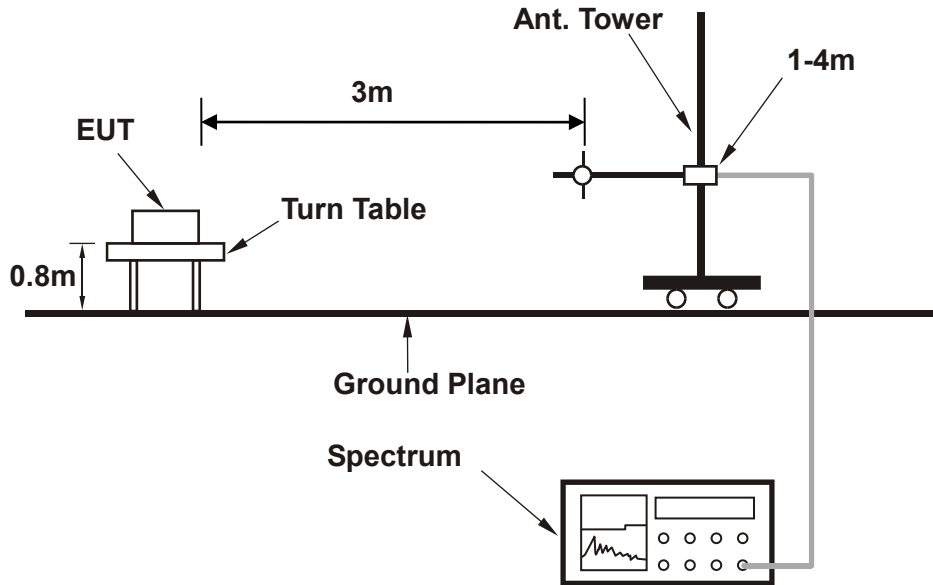 Ant. Tower
1-4m
3m
EUT
Turn Table
0.8m
Ground Plane
Spectrum